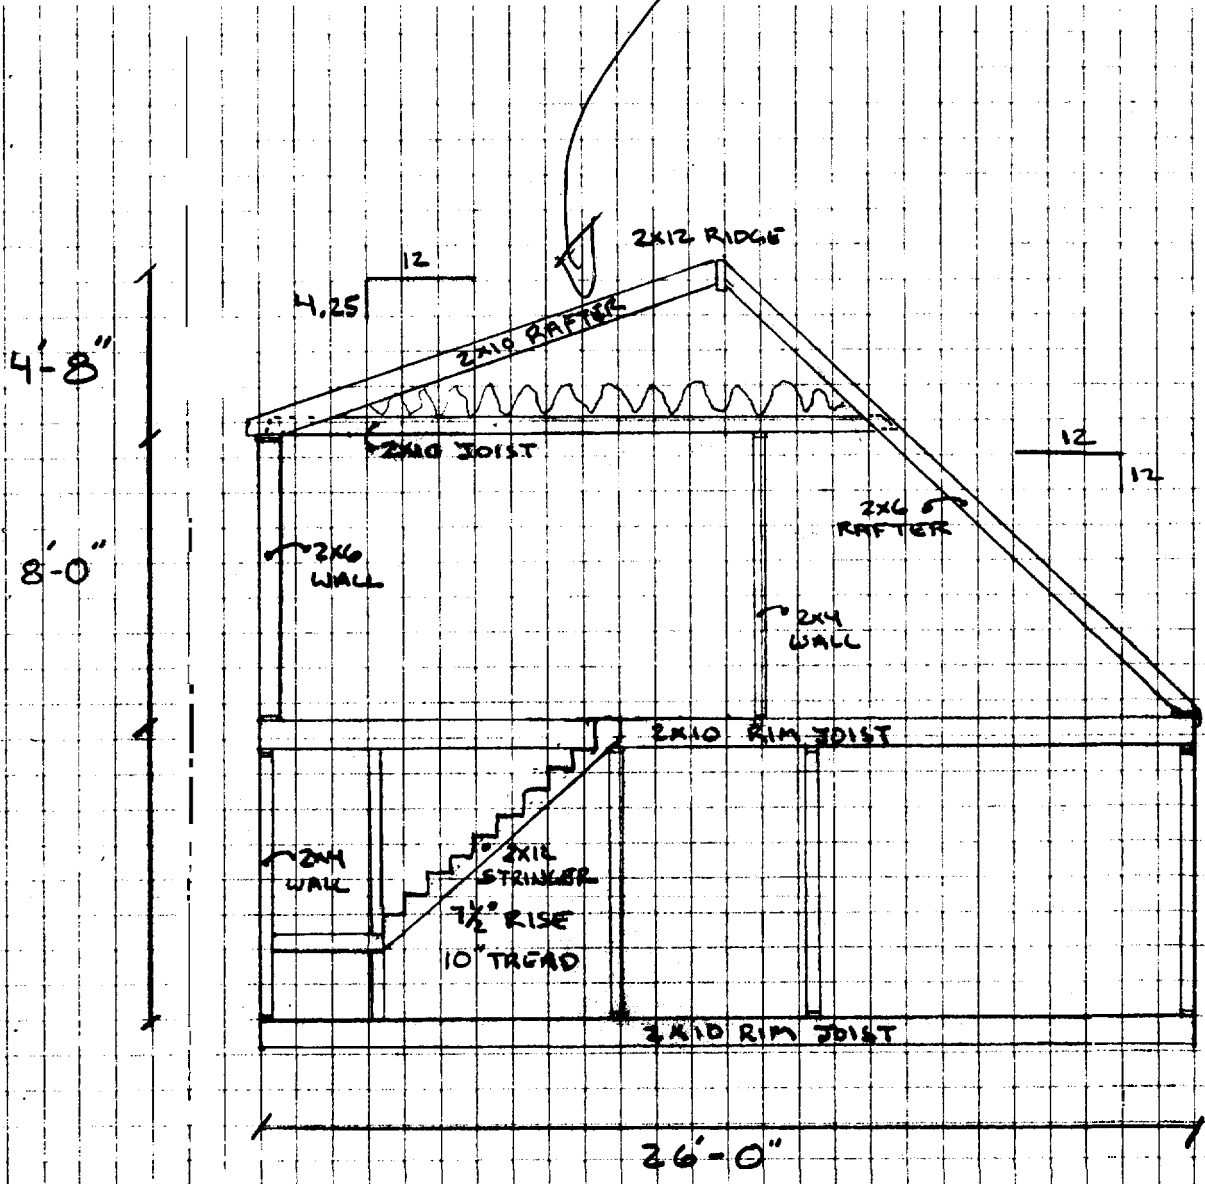 2X12 RIDGE
12
4.25
2X10 RAFTER
4'-8"
2X10 JOIST
12
12
2X6
RAFTER
8'-0"
2X6
WALL
2X4
WALL
2X10 RIM JOIST
2X4
WALL
2X12
STRINGER
7½" RISE
10" TREAD
2X10 RIM JOIST
26'-0"